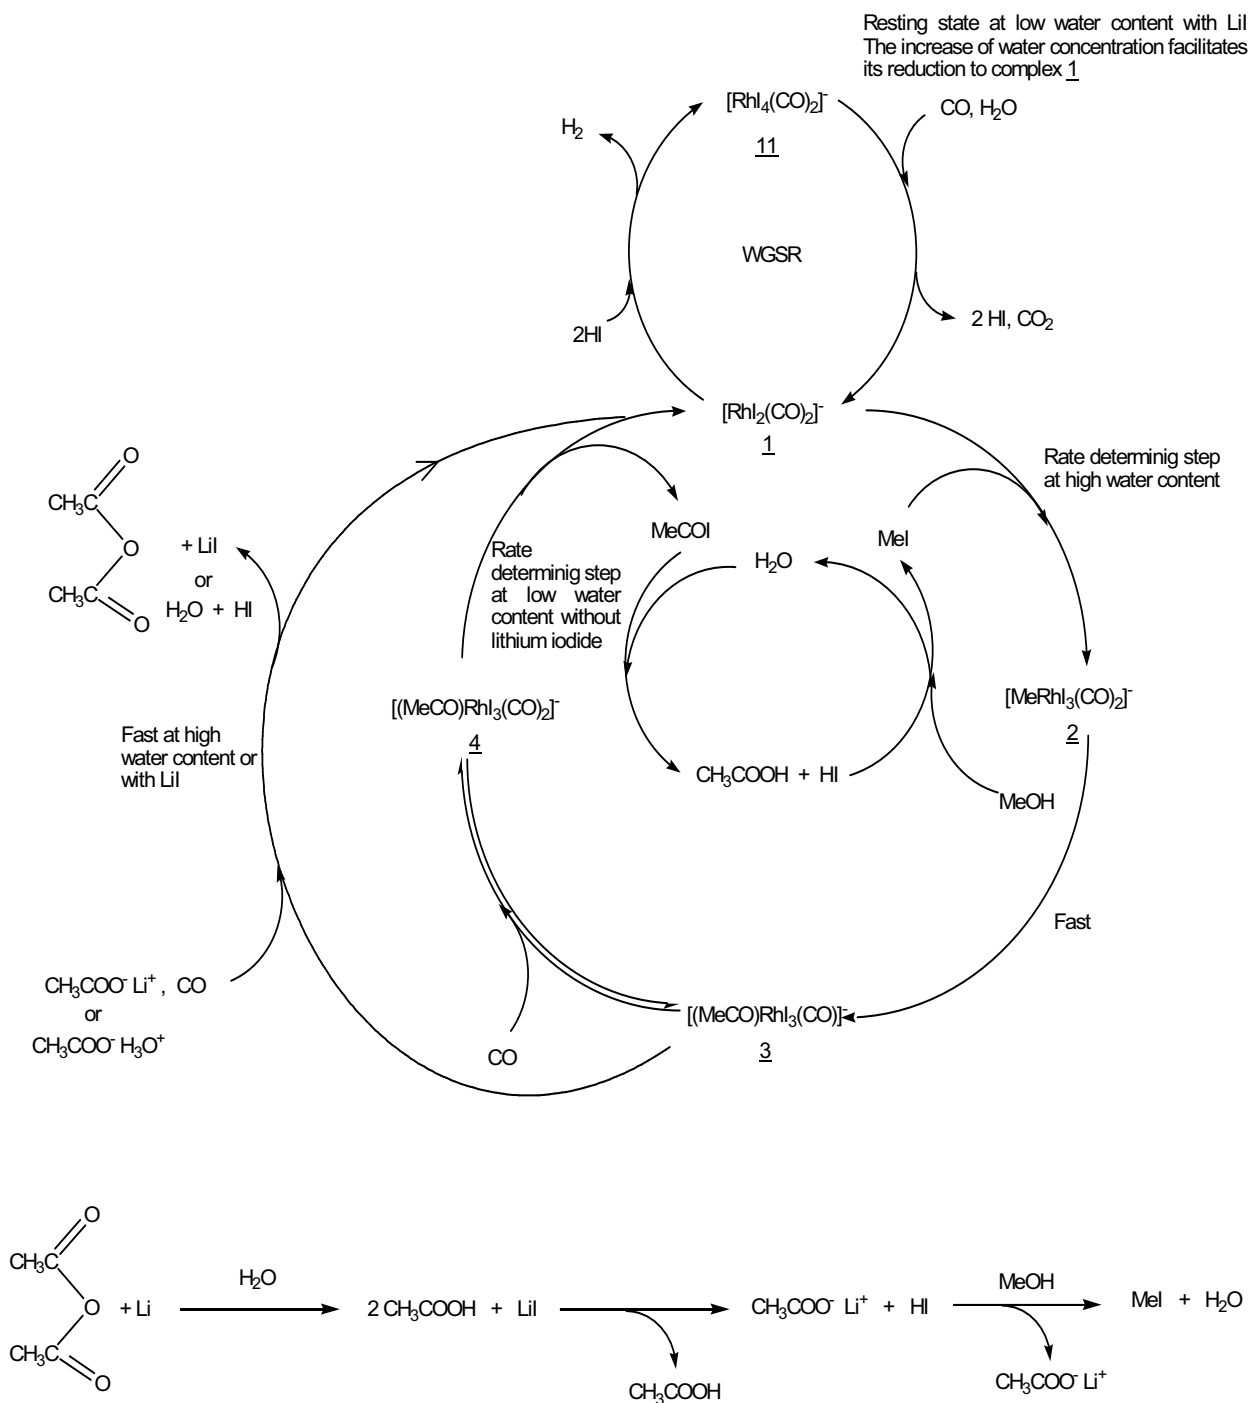 Resting state at low water content with LiI
The increase of water concentration facilitates
its reduction to complex 1
[RhI₄(CO)₂]⁻
11
CO, H₂O
H₂
WGSR
2HI
2 HI, CO₂
[RhI₂(CO)₂]⁻
1
Rate determinig step
at high water content
O
CH₃C
O
CH₃C
O
+ LiI
or
H₂O + HI
MeCOI
H₂O
MeI
Rate
determinig step
at low water
content without
lithium iodide
[(MeCO)RhI₃(CO)₂]⁻
4
[MeRhI₃(CO)₂]⁻
2
Fast at high
water content or
with LiI
CH₃COOH + HI
MeOH
Fast
CH₃COO⁻ Li⁺ , CO
or
CH₃COO⁻ H₃O⁺
CO
[(MeCO)RhI₃(CO)]⁻
3
O
CH₃C
O
CH₃C
O
+ Li
H₂O
2 CH₃COOH + LiI
CH₃COOH
CH₃COO⁻ Li⁺ + HI
MeOH
CH₃COO⁻ Li⁺
MeI + H₂O